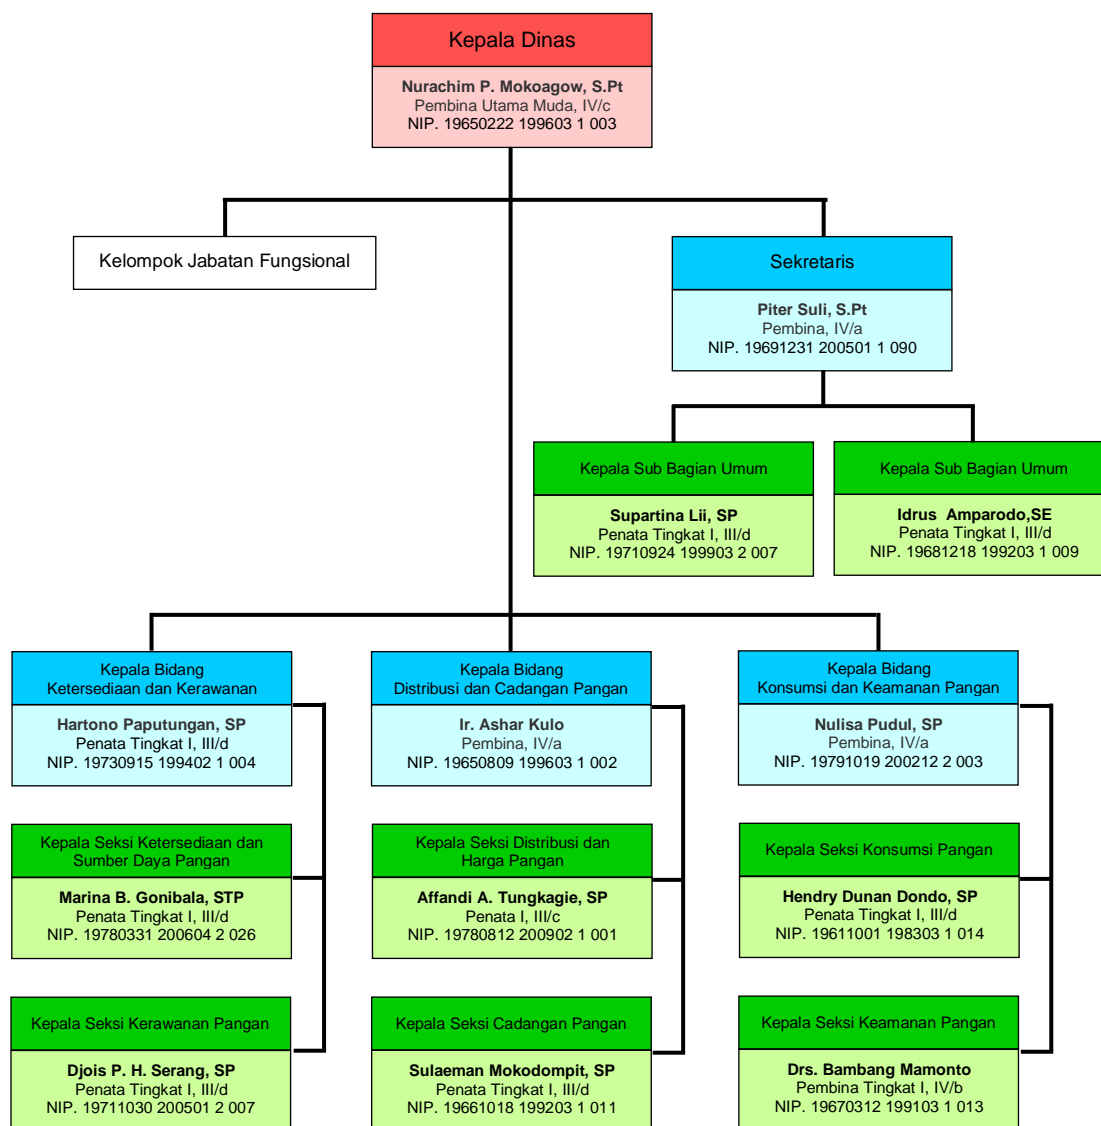 Kepala Dinas
Nurachim P. Mokoagow, S.Pt
Pembina Utama Muda, IV/c
NIP. 19650222 199603 1 003
Kelompok Jabatan Fungsional
Sekretaris
Piter Suli, S.Pt
Pembina, IV/a
NIP. 19691231 200501 1 090
Kepala Sub Bagian Umum
Supartina Lii, SP
Penata Tingkat I, III/d
NIP. 19710924 199903 2 007
Kepala Sub Bagian Umum
Idrus Amparodo,SE
Penata Tingkat I, III/d
NIP. 19681218 199203 1 009
Kepala Bidang
Ketersediaan dan Kerawanan
Hartono Paputungan, SP
Penata Tingkat I, III/d
NIP. 19730915 199402 1 004
Kepala Bidang
Distribusi dan Cadangan Pangan
Ir. Ashar Kulo
Pembina, IV/a
NIP. 19650809 199603 1 002
Kepala Bidang
Konsumsi dan Keamanan Pangan
Nulisa Pudul, SP
Pembina, IV/a
NIP. 19791019 200212 2 003
Kepala Seksi Ketersediaan dan
Sumber Daya Pangan
Marina B. Gonibala, STP
Penata Tingkat I, III/d
NIP. 19780331 200604 2 026
Kepala Seksi Distribusi dan
Harga Pangan
Affandi A. Tungkagie, SP
Penata I, III/c
NIP. 19780812 200902 1 001
Kepala Seksi Konsumsi Pangan
Hendry Dunan Dondo, SP
Penata Tingkat I, III/d
NIP. 19611001 198303 1 014
Kepala Seksi Kerawanan Pangan
Djois P. H. Serang, SP
Penata Tingkat I, III/d
NIP. 19711030 200501 2 007
Kepala Seksi Cadangan Pangan
Sulaeman Mokodompit, SP
Penata Tingkat I, III/d
NIP. 19661018 199203 1 011
Kepala Seksi Keamanan Pangan
Drs. Bambang Mamonto
Pembina Tingkat I, IV/b
NIP. 19670312 199103 1 013